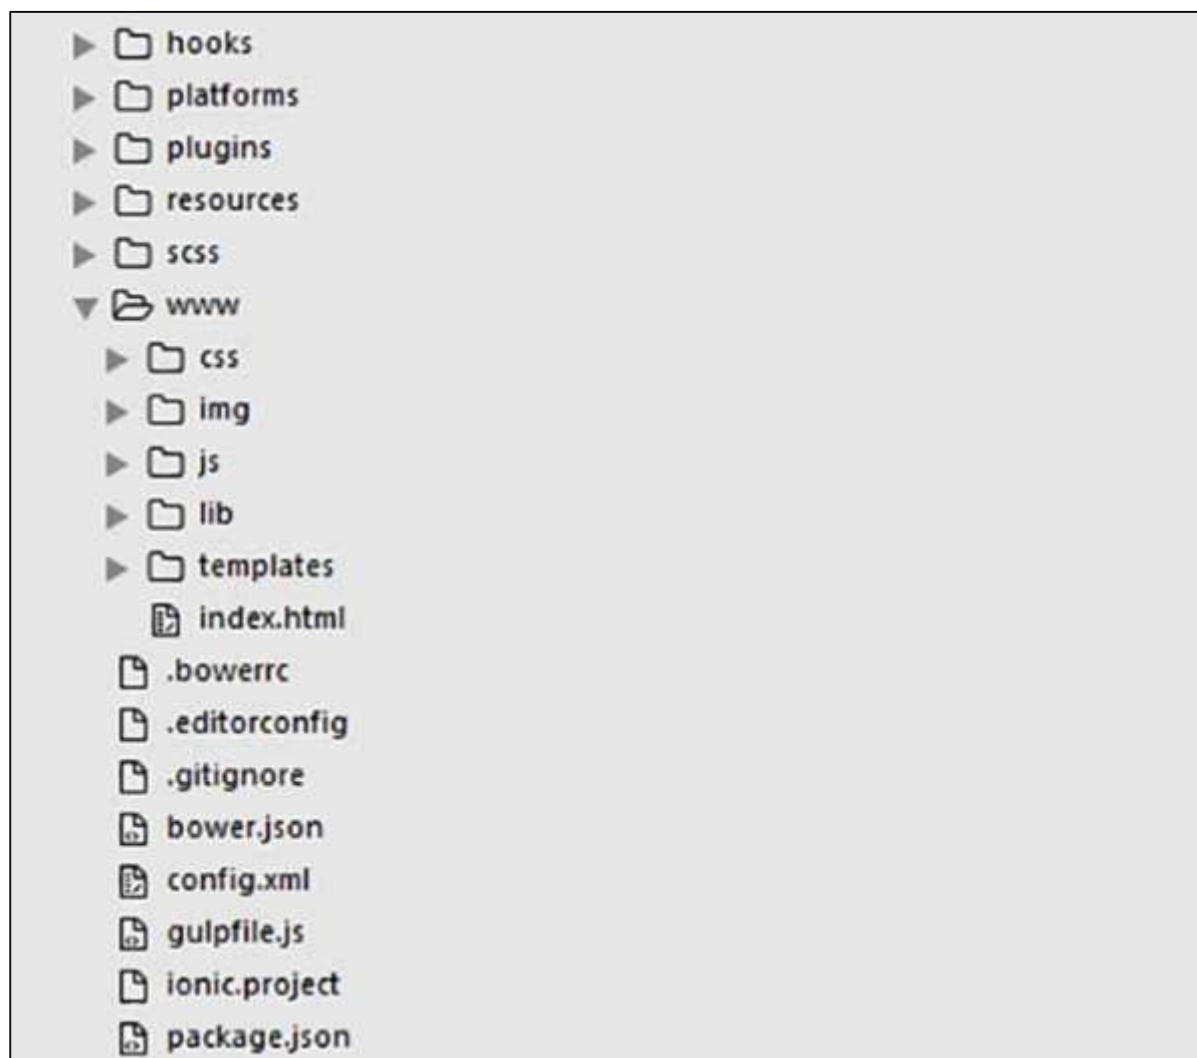 hooks
platforms
plugins
resources
scss
www
css
img
js
lib
templates
index.html
.bowerrc
.editorconfig
.gitignore
bower.json
config.xml
gulpfile.js
ionic.project
package.json